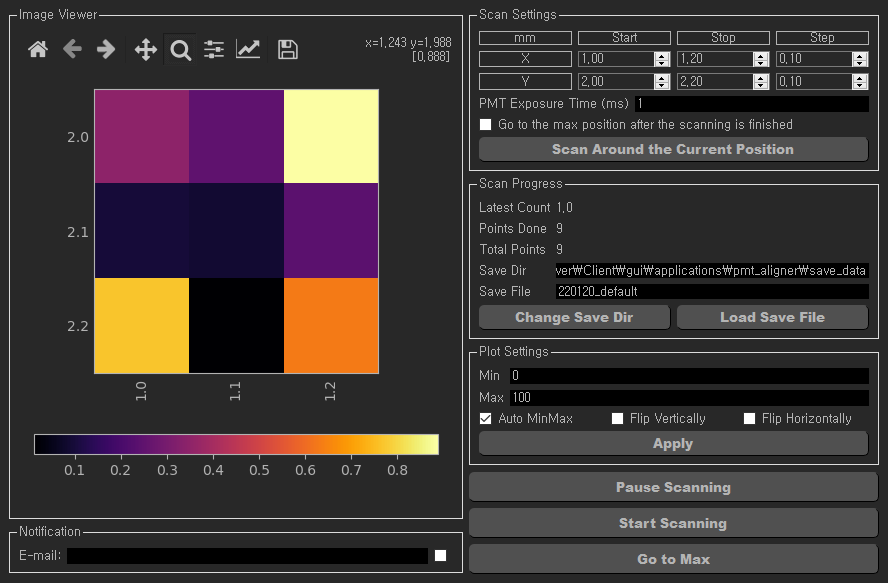 Image Viewer
x=1,243 y=1,988
[0,888]
2.0
2.1
2.2
1.0
1.1
1.2
0.1 0.2 0.3 0.4 0.5 0.6 0.7 0.8
Notification
E-mail:
Scan Settings
mm Start Stop Step
X 1,00 1,20 0,10
Y 2,00 2,20 0,10
PMT Exposure Time (ms) 1
Go to the max position after the scanning is finished
Scan Around the Current Position
Scan Progress
Latest Count 1,0
Points Done 9
Total Points 9
Save Dir ver₩Client₩gui₩applications₩pmt_aligner₩save_data
Save File 220120_default
Change Save Dir Load Save File
Plot Settings
Min 0
Max 100
Auto MinMax Flip Vertically Flip Horizontally
Apply
Pause Scanning
Start Scanning
Go to Max